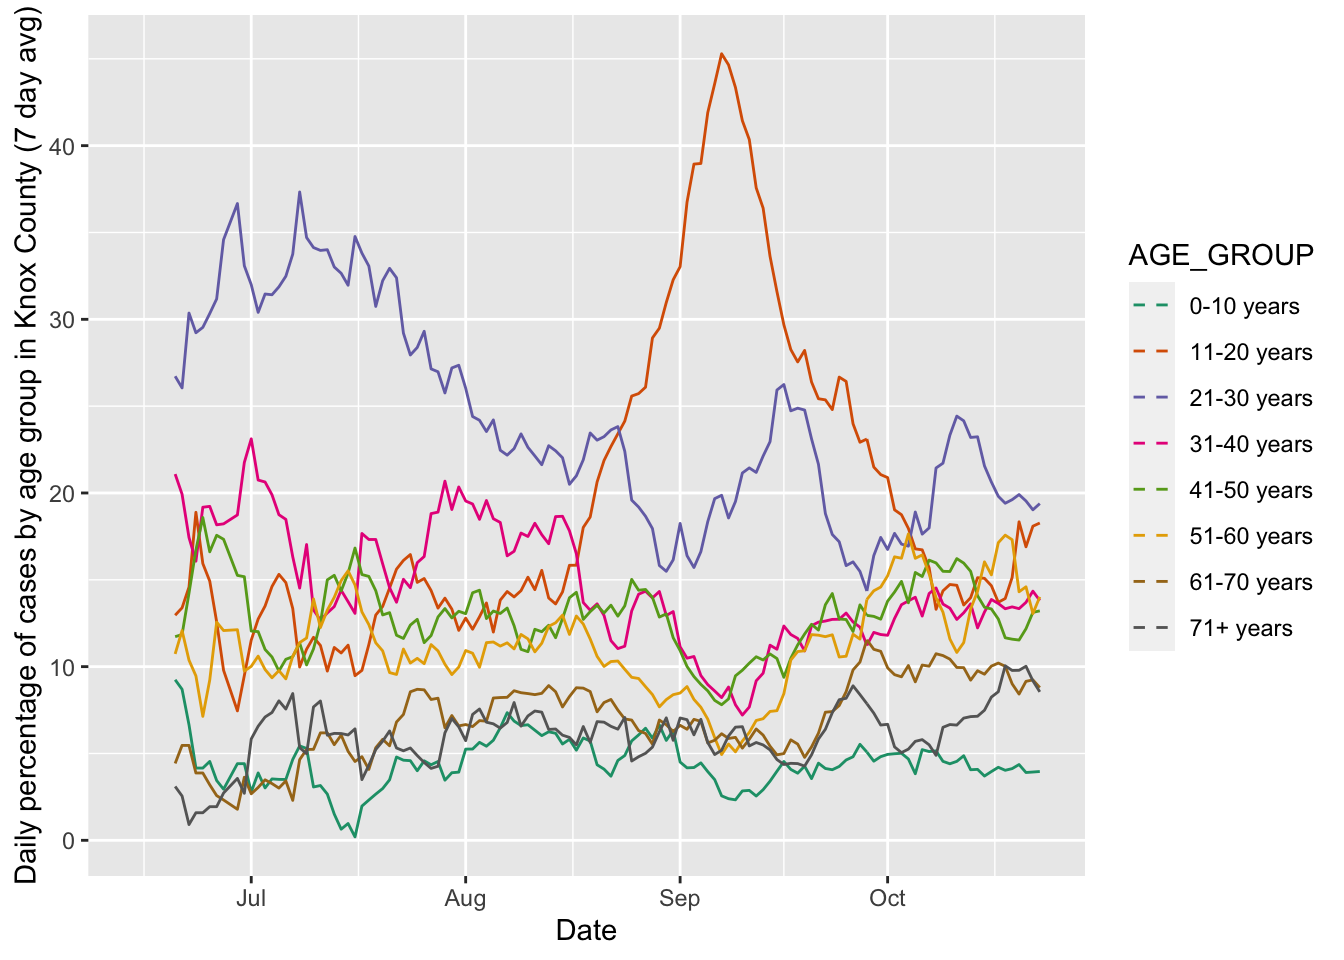 Daily percentage of cases by age group in Knox County (7 day avg)
40
30
20
10
0
Jul
Aug
Sep
Oct
Date
AGE_GROUP
0-10 years
11-20 years
21-30 years
31-40 years
41-50 years
51-60 years
61-70 years
71+ years